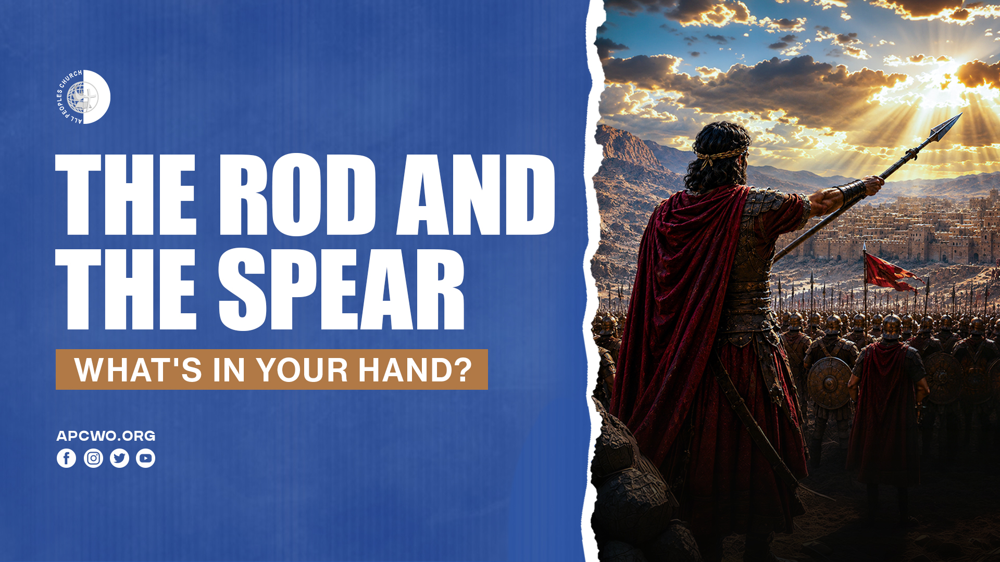 ALL PEOPLES CHURCH
THE ROD AND
THE SPEAR
WHAT'S IN YOUR HAND?
APCWO.ORG